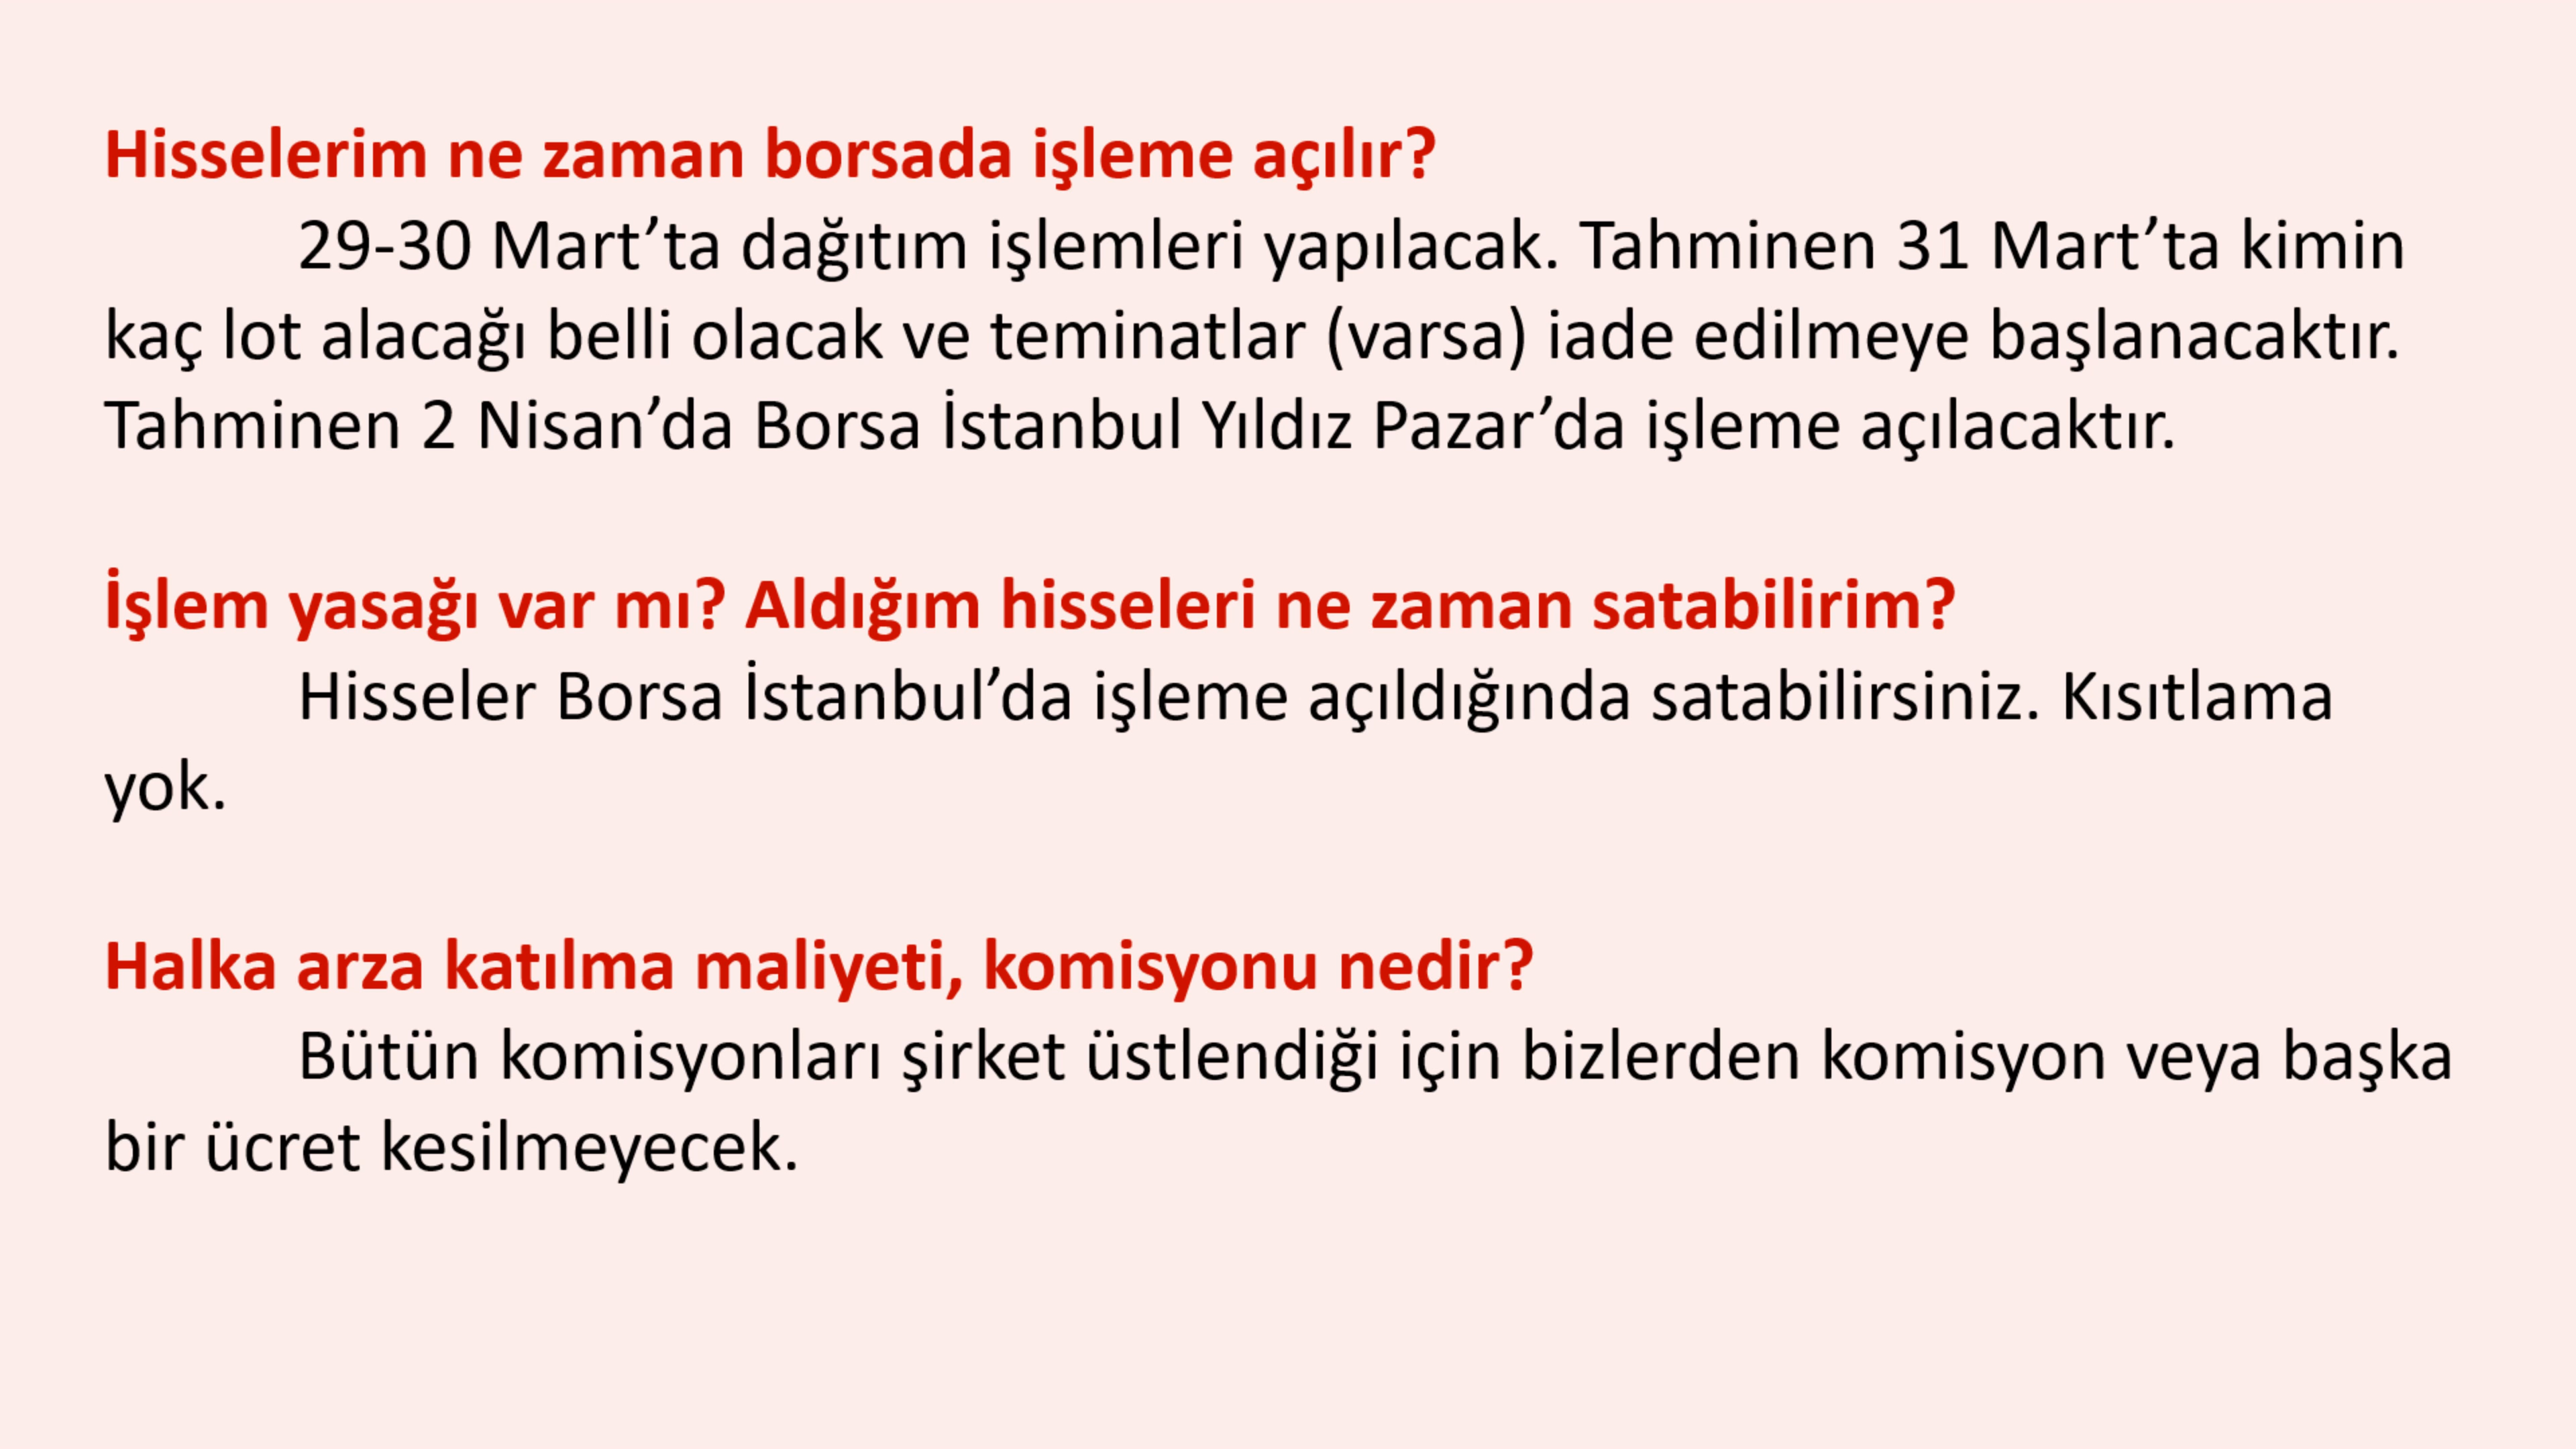 Hisselerim ne zaman borsada işleme açılır?
29-30 Mart’ta dağıtım işlemleri yapılacak. Tahminen 31 Mart’ta kimin
kaç lot alacağı belli olacak ve teminatlar (varsa) iade edilmeye başlanacaktır.
Tahminen 2 Nisan’da Borsa İstanbul Yıldız Pazar’da işleme açılacaktır.
İşlem yasağı var mı? Aldığım hisseleri ne zaman satabilirim?
Hisseler Borsa İstanbul’da işleme açıldığında satabilirsiniz. Kısıtlama
yok.
Halka arza katılma maliyeti, komisyonu nedir?
Bütün komisyonları şirket üstlendiği için bizlerden komisyon veya başka
bir ücret kesilmeyecek.